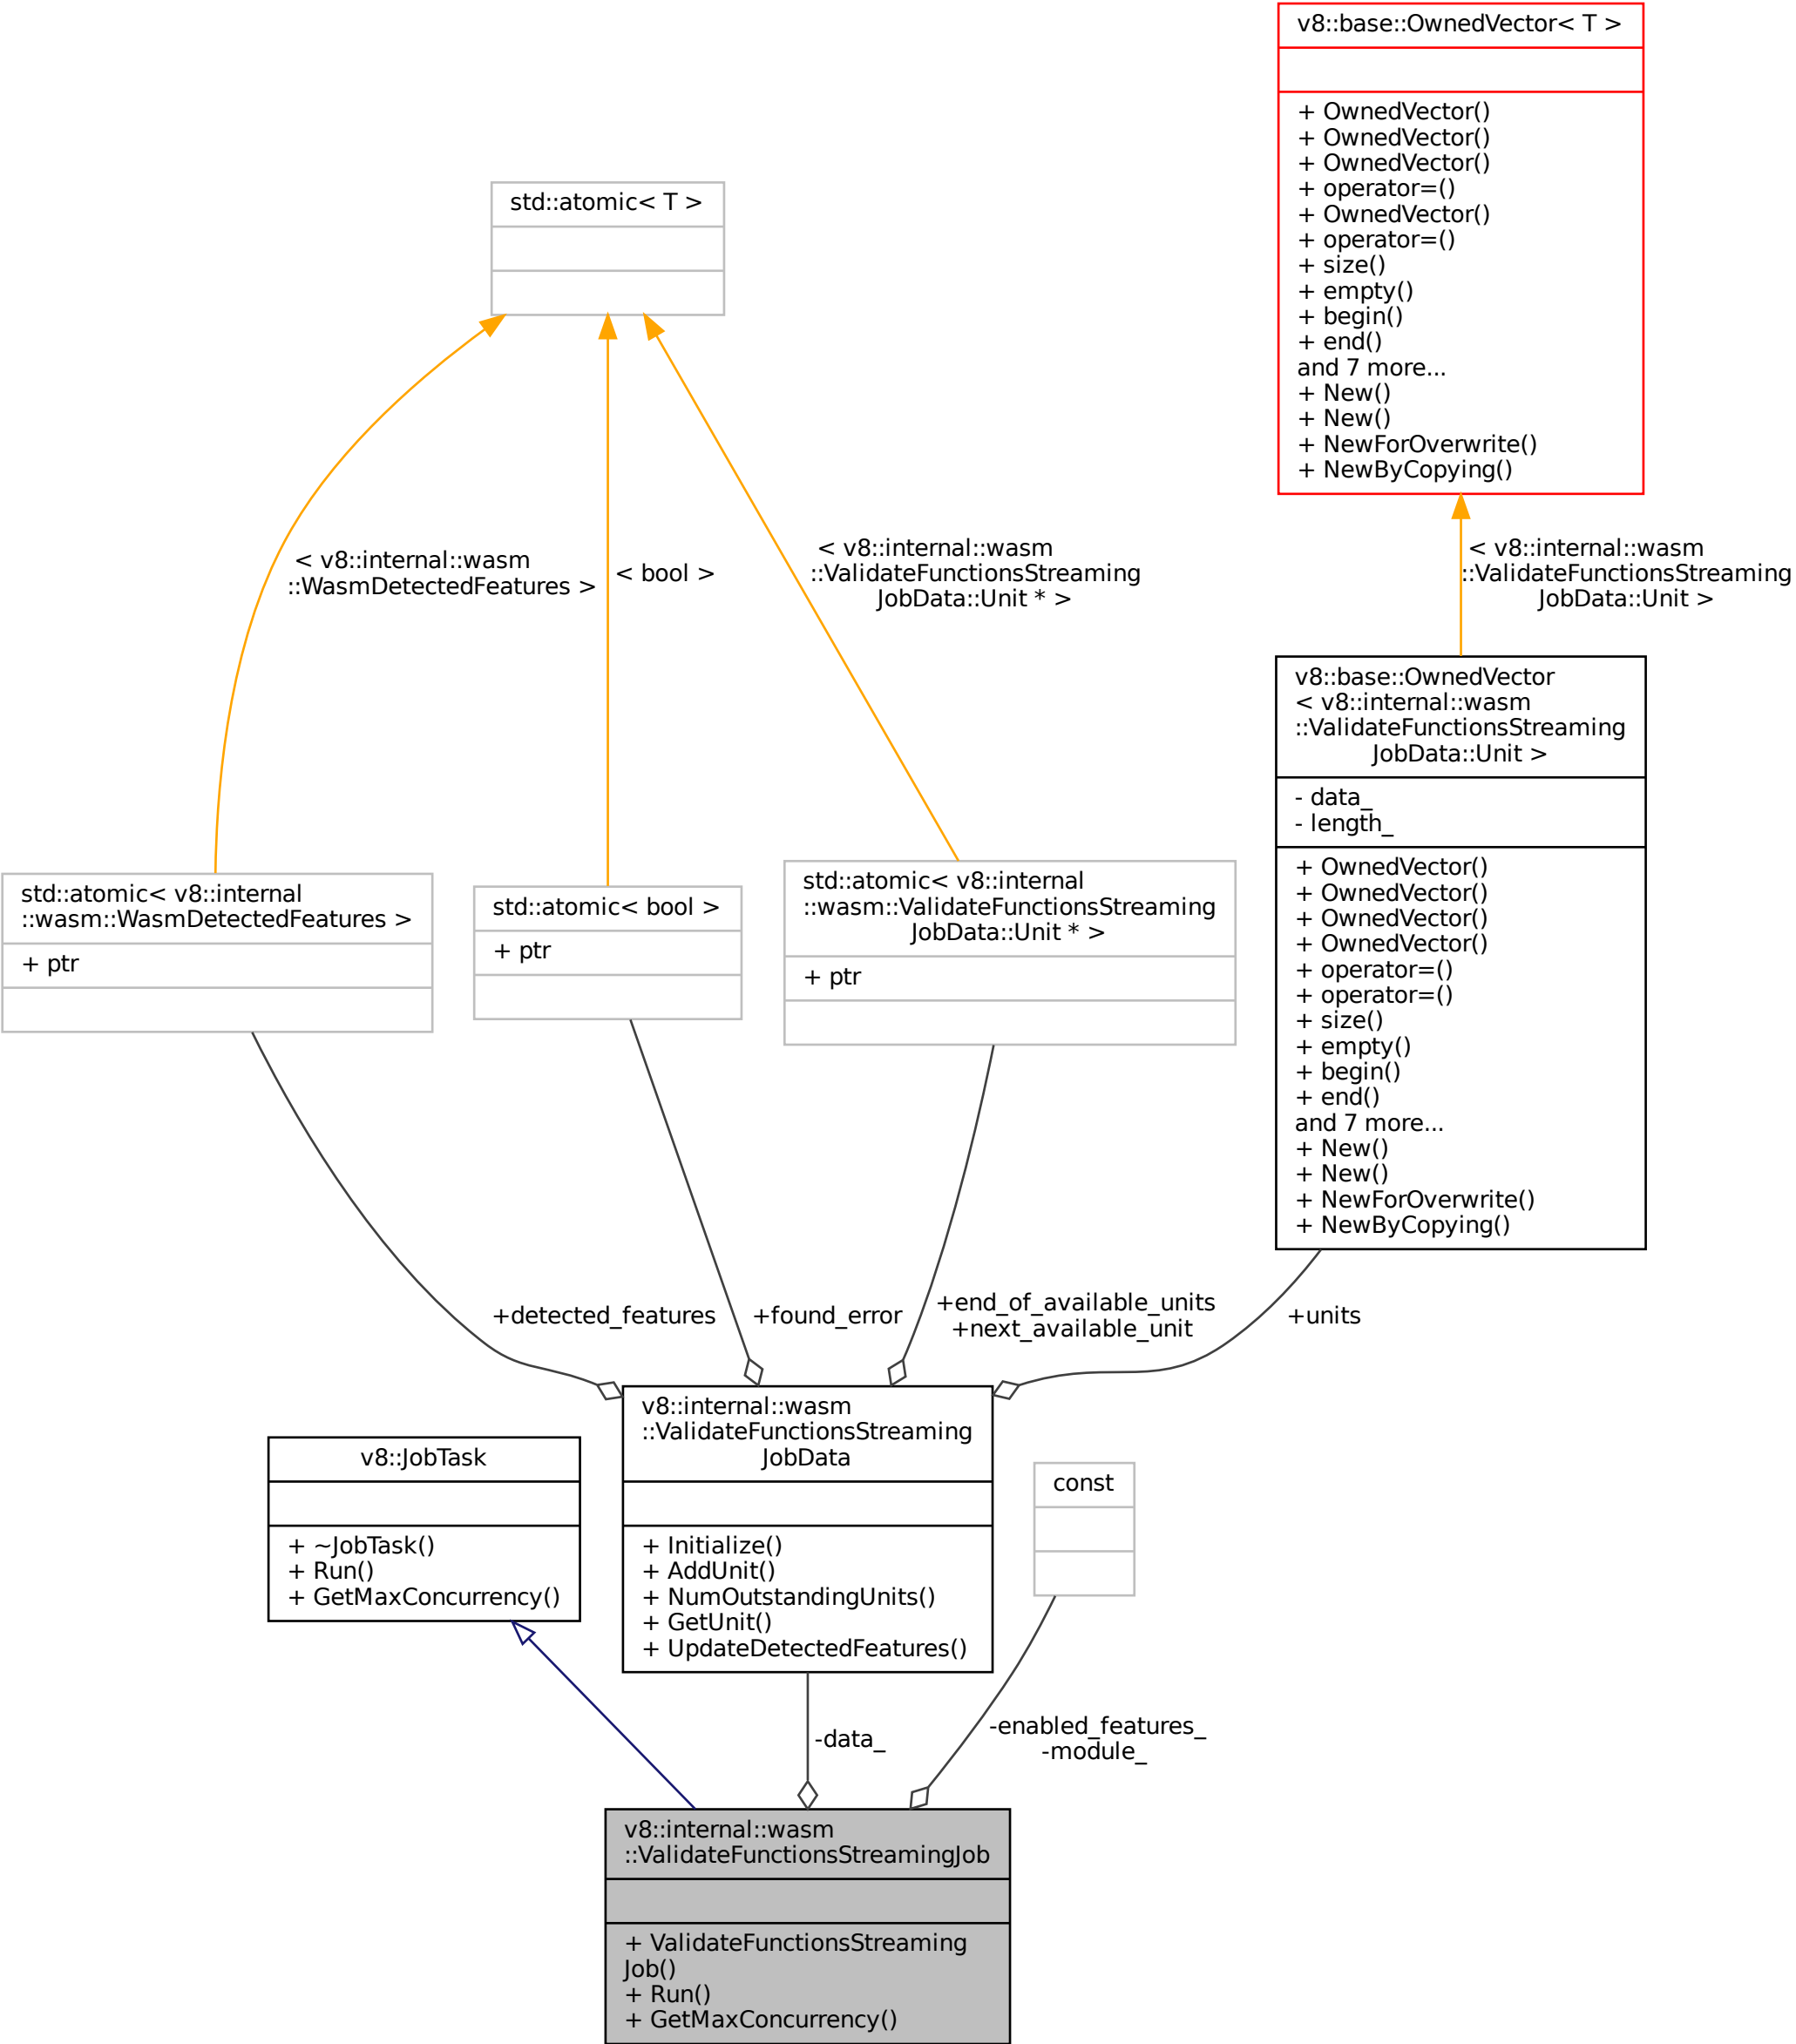 v8::base::OwnedVector< T >
+ OwnedVector()
+ OwnedVector()
+ OwnedVector()
+ operator=()
+ OwnedVector()
+ operator=()
+ size()
+ empty()
+ begin()
+ end()
and 7 more...
+ New()
+ New()
+ NewForOverwrite()
+ NewByCopying()
std::atomic< T >
< v8::internal::wasm
::WasmDetectedFeatures >
< bool >
< v8::internal::wasm
::ValidateFunctionsStreaming
JobData::Unit * >
< v8::internal::wasm
::ValidateFunctionsStreaming
JobData::Unit >
v8::base::OwnedVector
< v8::internal::wasm
::ValidateFunctionsStreaming
JobData::Unit >
- data_
- length_
+ OwnedVector()
+ OwnedVector()
+ OwnedVector()
+ OwnedVector()
+ operator=()
+ operator=()
+ size()
+ empty()
+ begin()
+ end()
and 7 more...
+ New()
+ New()
+ NewForOverwrite()
+ NewByCopying()
std::atomic< v8::internal
::wasm::WasmDetectedFeatures >
+ ptr
std::atomic< bool >
+ ptr
std::atomic< v8::internal
::wasm::ValidateFunctionsStreaming
JobData::Unit * >
+ ptr
+detected_features
+found_error
+end_of_available_units
+next_available_unit
+units
v8::internal::wasm
::ValidateFunctionsStreaming
JobData
+ Initialize()
+ AddUnit()
+ NumOutstandingUnits()
+ GetUnit()
+ UpdateDetectedFeatures()
v8::JobTask
+ ~JobTask()
+ Run()
+ GetMaxConcurrency()
const
-data_
-enabled_features_
-module_
v8::internal::wasm
::ValidateFunctionsStreamingJob
+ ValidateFunctionsStreaming
Job()
+ Run()
+ GetMaxConcurrency()